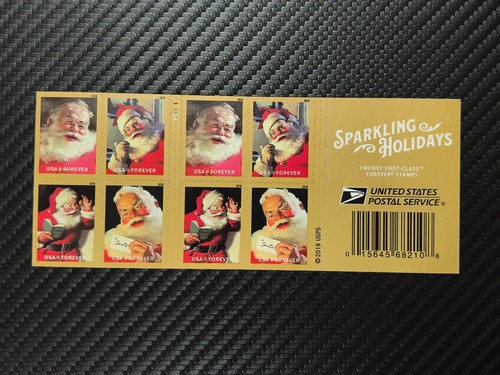 USA FOREVER
USA FOREVER
USA FOREVER
USA FOREVER
USA FOREVER
USA FOREVER
USA FOREVER
USA FOREVER
SPARKLING
HOLIDAYS
TWENTY FIRST-CLASS™
FOREVER® STAMPS
UNITED STATES
POSTAL SERVICE®
© 2018 USPS
0 15645 68210 8